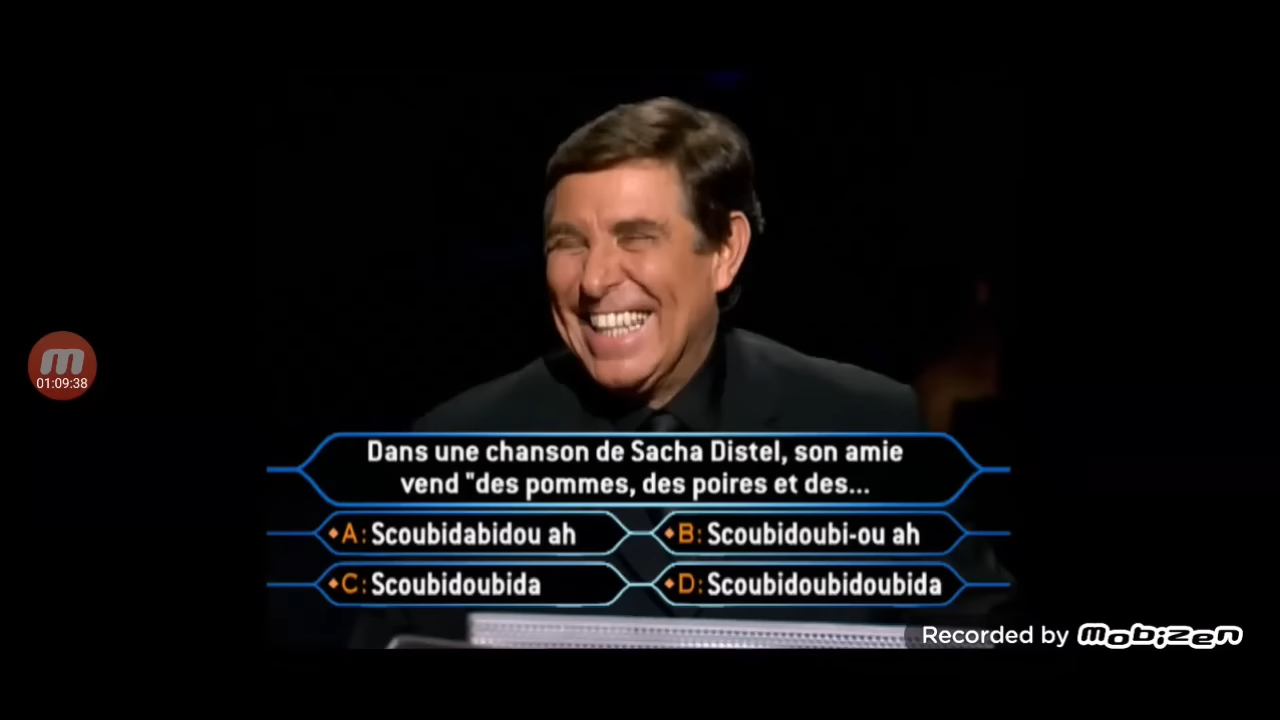 Dans une chanson de Sacha Distel, son amie
vend "des pommes, des poires et des...
A: Scoubidabidou ah
B: Scoubidoubi-ou ah
C: Scoubidoubida
D: Scoubidoubidoubida
01:09:38
Recorded by mobizen